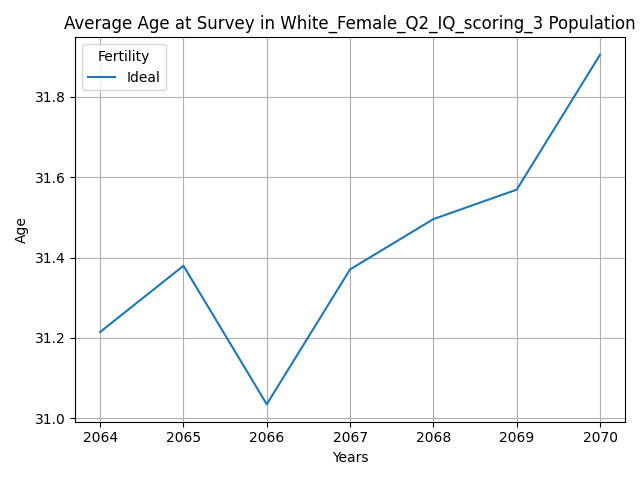 Average Age at Survey in White_Female_Q2_IQ_scoring_3 Population
Fertility
Ideal
31.8
31.6
31.4
31.2
31.0
Age
2064 2065 2066 2067 2068 2069 2070
Years